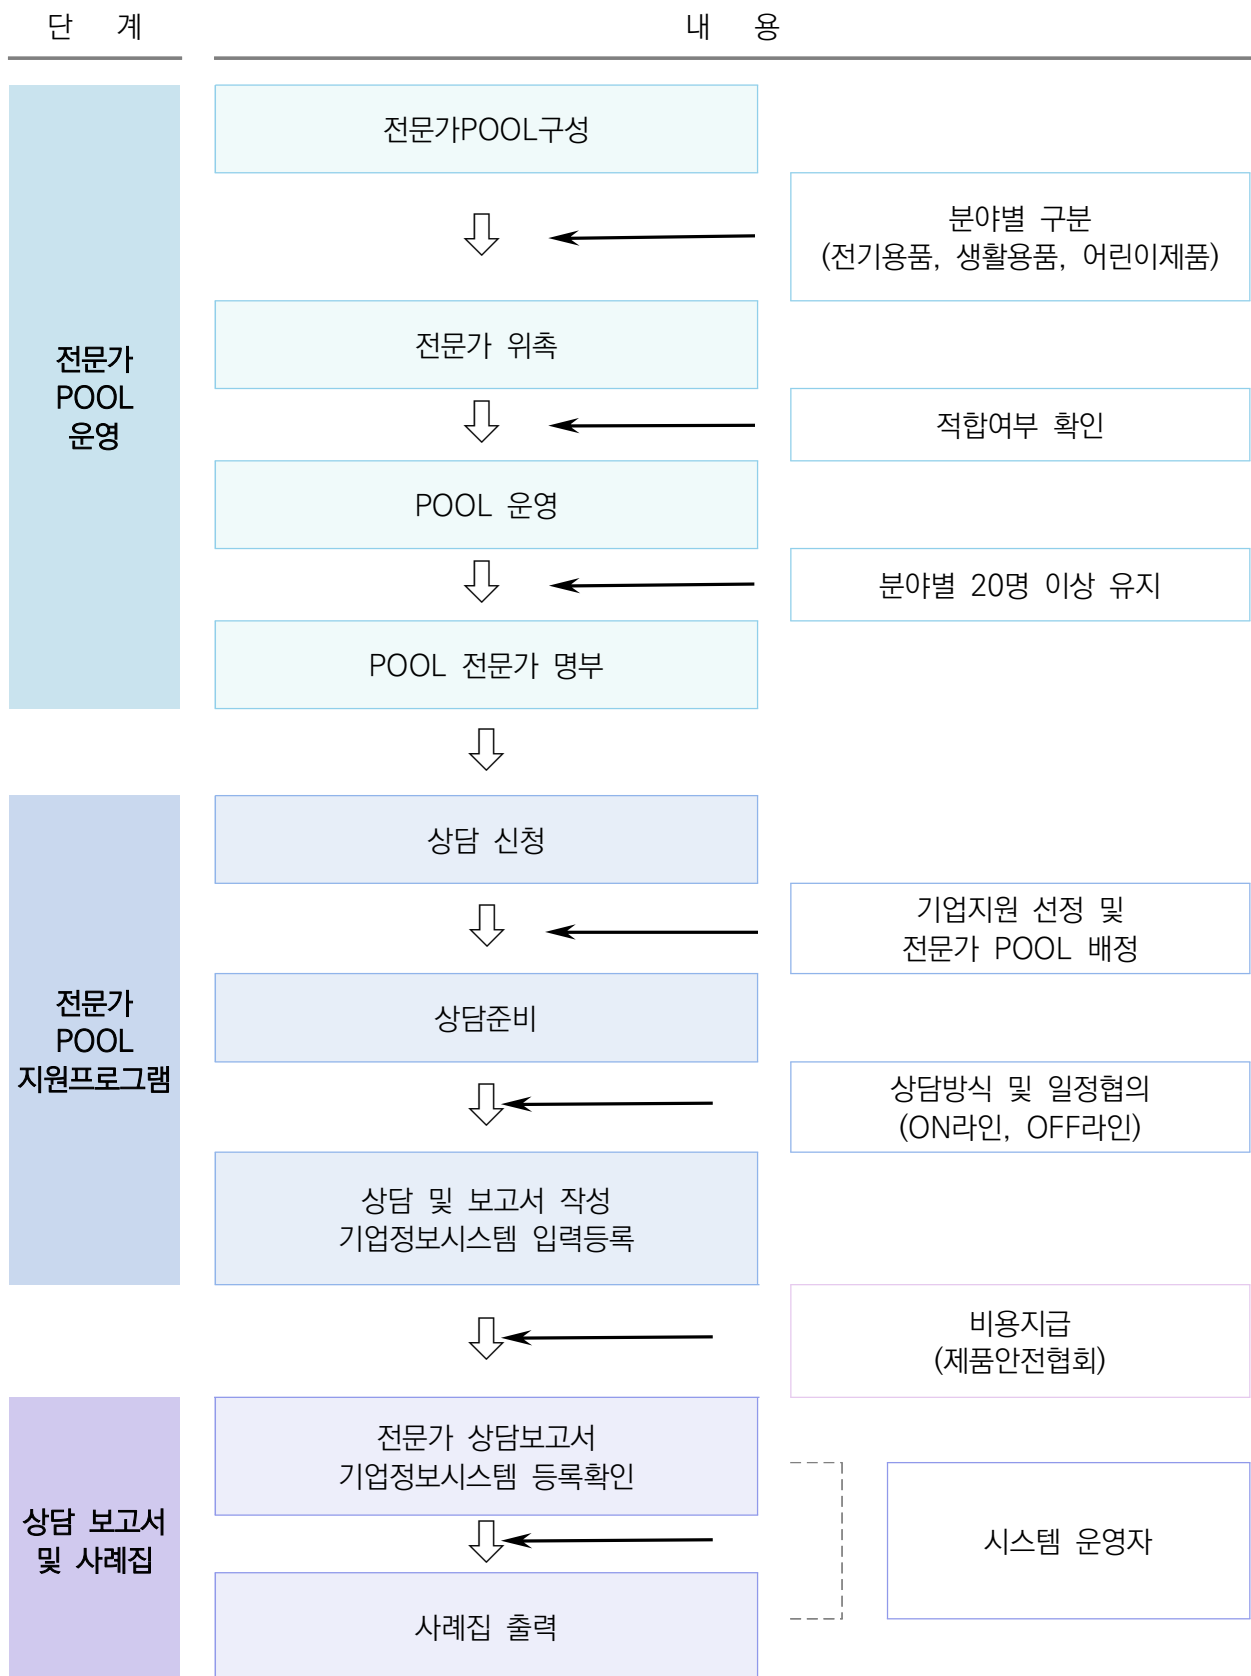 단 계
내 용
전문가
POOL
운영
전문가POOL구성
분야별 구분
(전기용품, 생활용품, 어린이제품)
전문가 위촉
적합여부 확인
POOL 운영
분야별 20명 이상 유지
POOL 전문가 명부
전문가
POOL
지원프로그램
상담 신청
기업지원 선정 및
전문가 POOL 배정
상담준비
상담방식 및 일정협의
(ON라인, OFF라인)
상담 및 보고서 작성
기업정보시스템 입력등록
비용지급
(제품안전협회)
상담 보고서
및 사례집
전문가 상담보고서
기업정보시스템 등록확인
시스템 운영자
사례집 출력